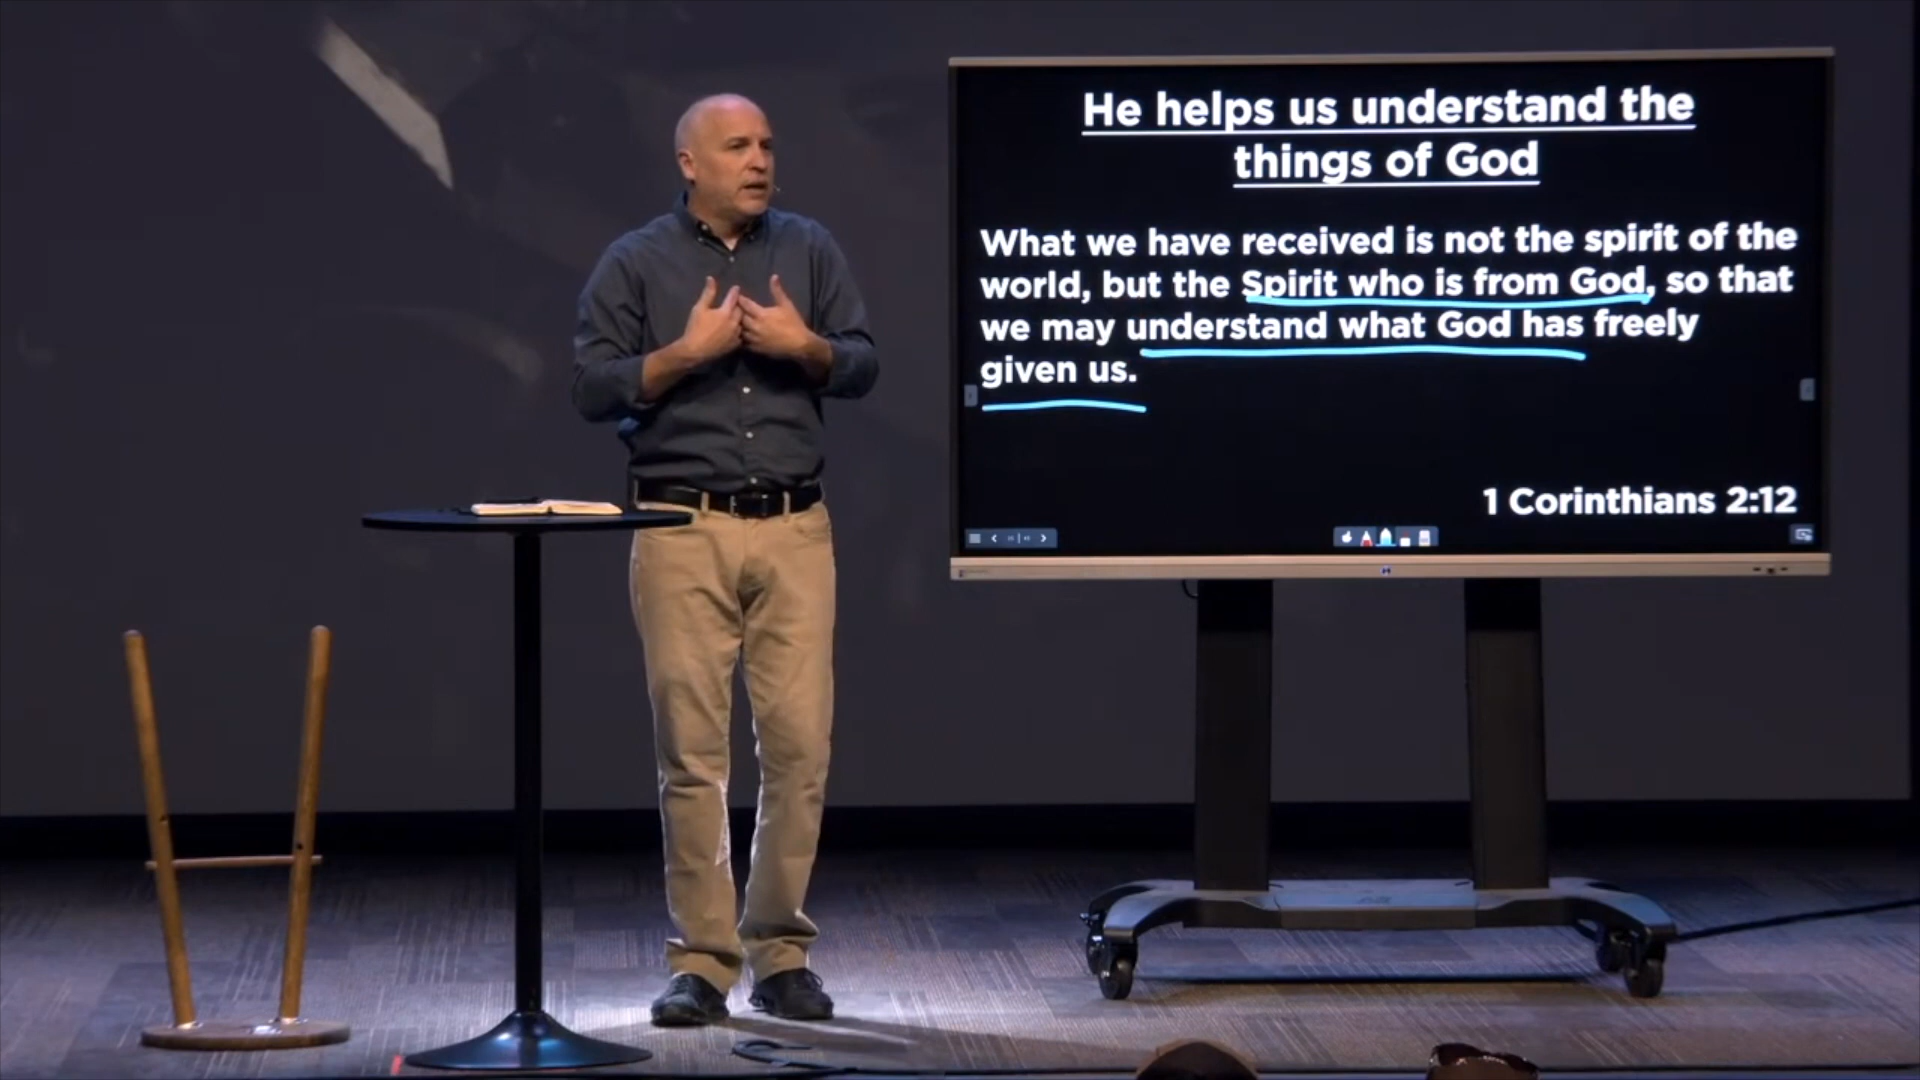 He helps us understand the
things of God
What we have received is not the spirit of the
world, but the Spirit who is from God, so that
we may understand what God has freely
given us.
1 Corinthians 2:12